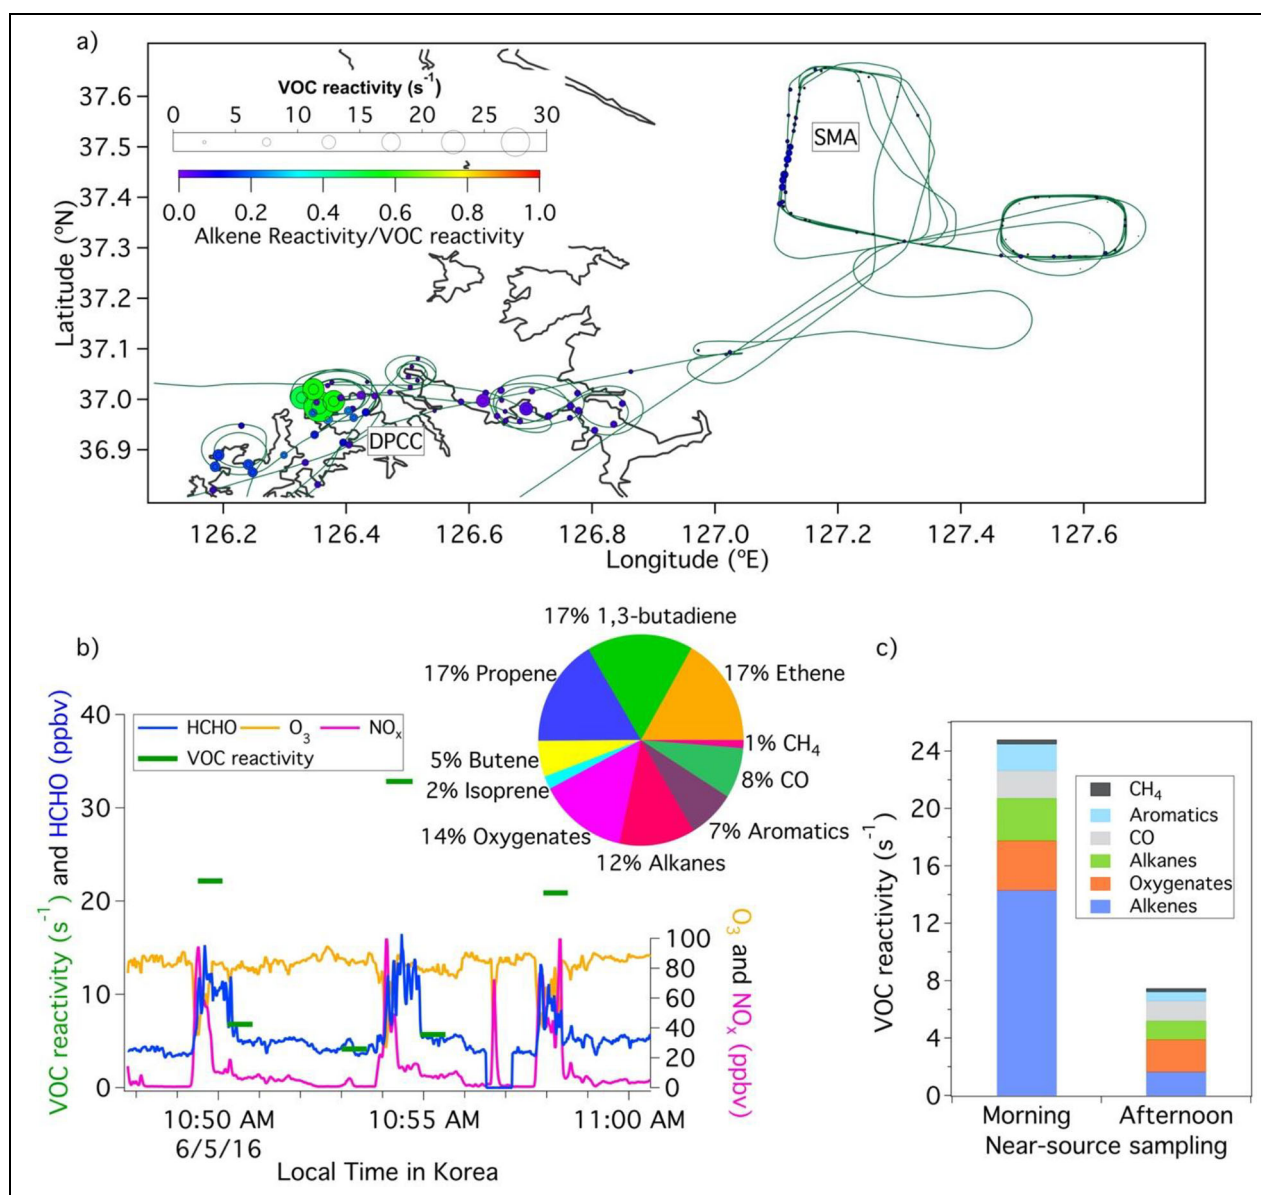 a)
VOC reactivity (s⁻¹)
0 5 10 15 20 25 30
0.0 0.2 0.4 0.6 0.8 1.0
Alkene Reactivity/VOC reactivity
Latitude (ºN)
37.6
37.5
37.4
37.3
37.2
37.1
37.0
36.9
SMA
DPCC
126.2 126.4 126.6 126.8 127.0 127.2 127.4 127.6
Longitude (ºE)
b)
17% 1,3-butadiene
17% Propene
17% Ethene
5% Butene
1% CH₄
2% Isoprene
8% CO
14% Oxygenates
7% Aromatics
12% Alkanes
HCHO O₃ NOₓ
VOC reactivity
VOC reactivity (s⁻¹) and HCHO (ppbv)
40
30
20
10
0
O₃ and NOₓ (ppbv)
100
80
60
40
20
0
10:50 AM 10:55 AM 11:00 AM
6/5/16
Local Time in Korea
c)
VOC reactivity (s⁻¹)
24
20
16
12
8
4
0
CH₄
Aromatics
CO
Alkanes
Oxygenates
Alkenes
Morning Afternoon
Near-source sampling